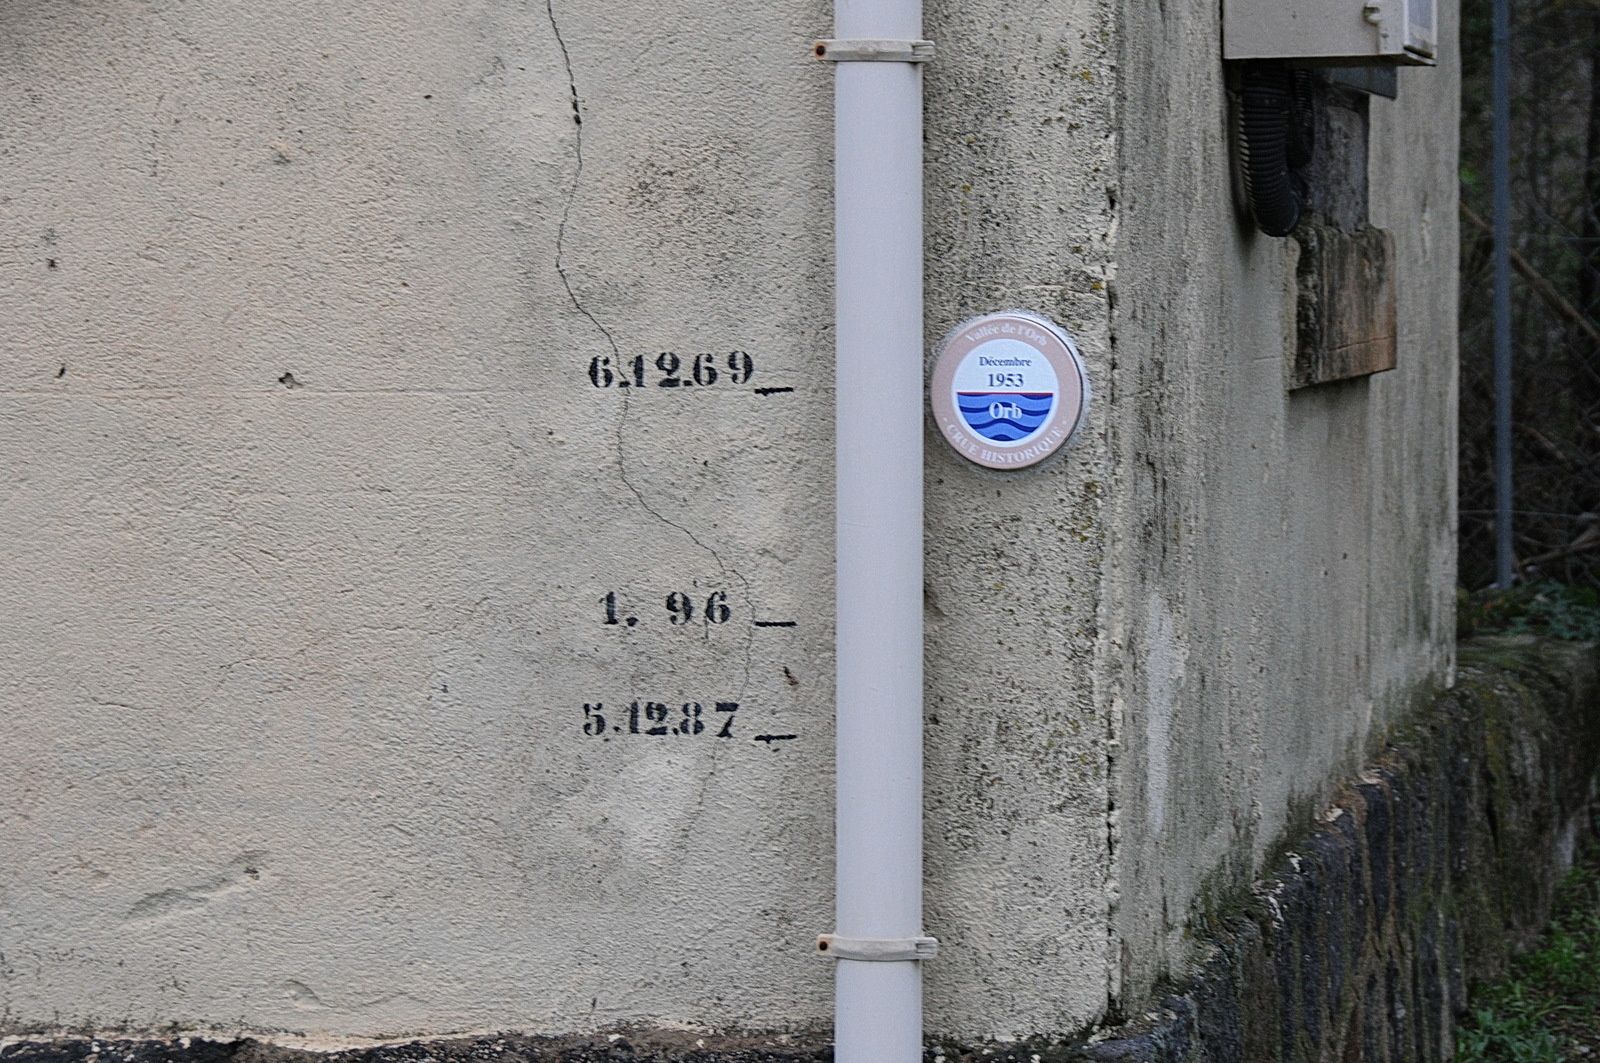 6.12.69
1. 96
5.12.87
Vallée de l'Orb
Décembre
1953
Orb
- CRUE HISTORIQUE -